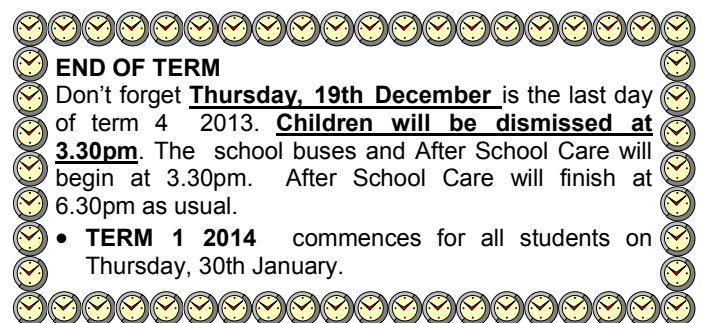 END OF TERM
Don't forget Thursday, 19th December is the last day
of term 4 2013. Children will be dismissed at
3.30pm. The school buses and After School Care will
begin at 3.30pm. After School Care will finish at
6.30pm as usual.
• TERM 1 2014 commences for all students on
Thursday, 30th January.